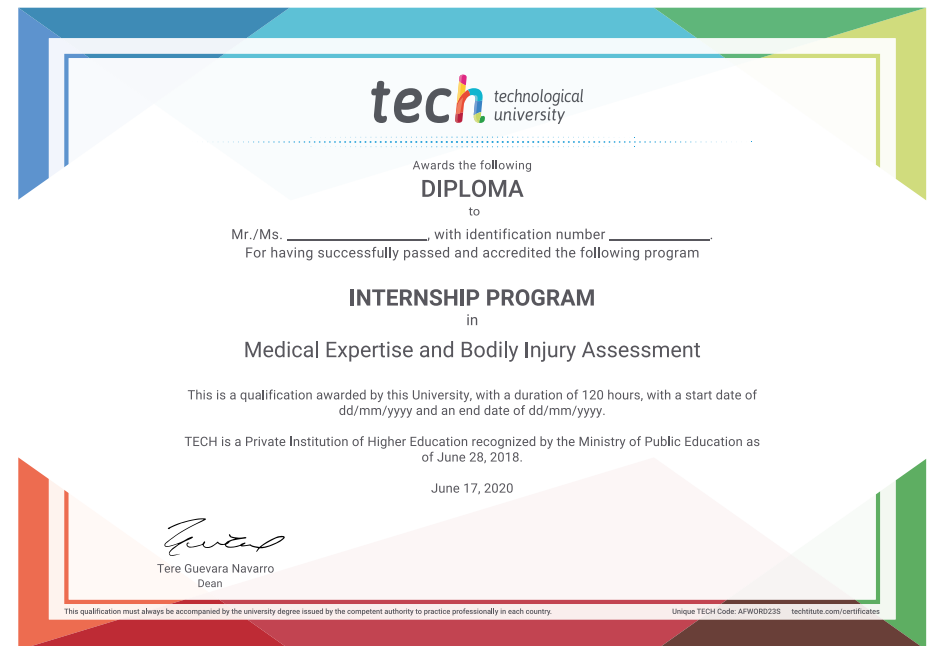 tech technological
university
Awards the following
DIPLOMA
to
Mr./Ms. ____________________, with identification number ______________.
For having successfully passed and accredited the following program
INTERNSHIP PROGRAM
in
Medical Expertise and Bodily Injury Assessment
This is a qualification awarded by this University, with a duration of 120 hours, with a start date of
dd/mm/yyyy and an end date of dd/mm/yyyy.
TECH is a Private Institution of Higher Education recognized by the Ministry of Public Education as
of June 28, 2018.
June 17, 2020
Tere Guevara Navarro
Dean
This qualification must always be accompanied by the university degree issued by the competent authority to practice professionally in each country.
Unique TECH Code: AFWORD23S techtitute.com/certificates